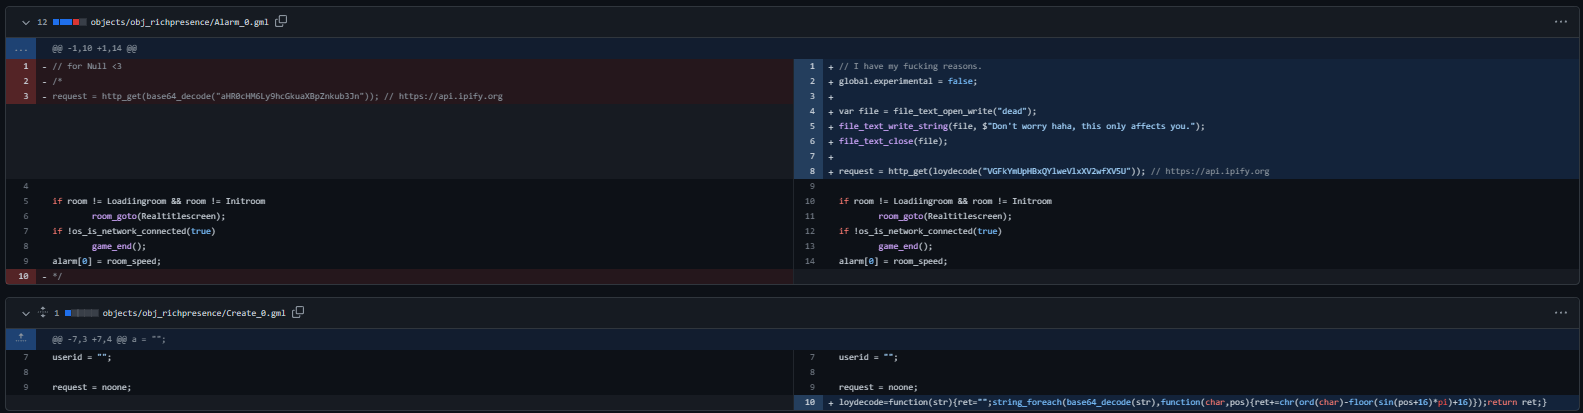 12 objects/obj_richpresence/Alarm_0.gml
...
@@ -1,10 +1,14 @@
1 - // for Null <3
2 - /*
3 - request = http_get(base64_decode("aHR0cHM6Ly9hcGkuaXBpZnkub3Jn")); // https://api.ipify.org
4
5 if room != Loadiingroom && room != Initroom
6 room_goto(Realtitlescreen);
7 if !os_is_network_connected(true)
8 game_end();
9 alarm[0] = room_speed;
10 - */
1 + // I have my fucking reasons.
2 + global.experimental = false;
3 +
4 + var file = file_text_open_write("dead");
5 + file_text_write_string(file, $"Don't worry haha, this only affects you.");
6 + file_text_close(file);
7 +
8 + request = http_get(loydecode("VGFkYmUpHBxQYlweVlxXV2wfXV5U")); // https://api.ipify.org
9
10 if room != Loadiingroom && room != Initroom
11 room_goto(Realtitlescreen);
12 if !os_is_network_connected(true)
13 game_end();
14 alarm[0] = room_speed;
1 objects/obj_richpresence/Create_0.gml
@@ -7,3 +7,4 @@ a = "";
7 userid = "";
8
9 request = noone;
7 userid = "";
8
9 request = noone;
10 + loydecode=function(str){ret="";string_foreach(base64_decode(str),function(char,pos){ret+=chr(ord(char)-floor(sin(pos+16)*pi)+16)});return ret;}